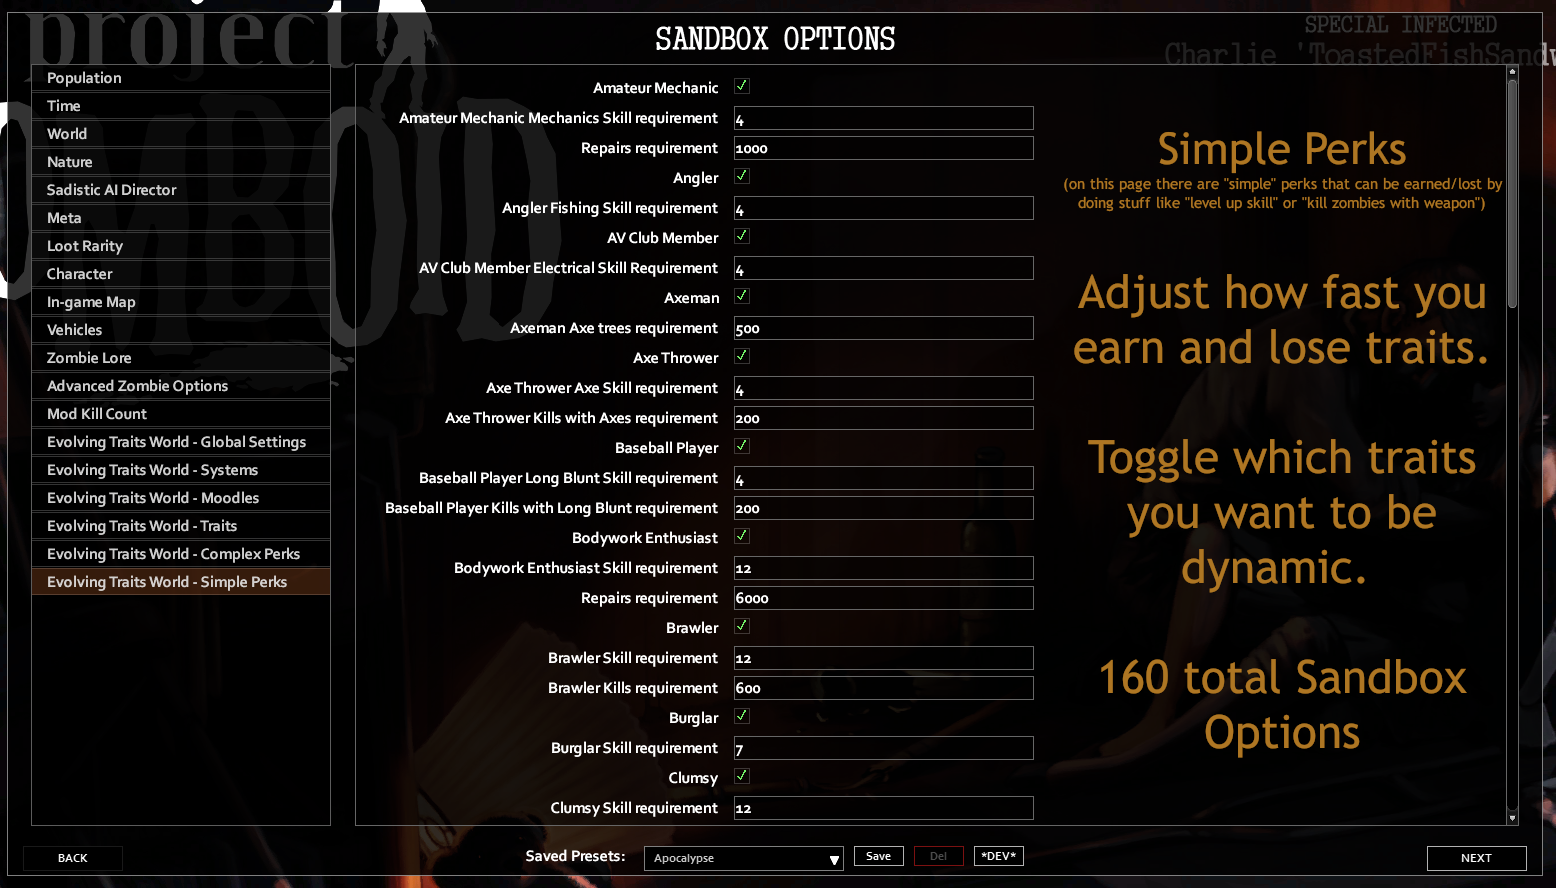 project
SANDBOX OPTIONS
SPECIAL INFECTED
Charlie 'ToastedFishSandw
OMBOID
Population
Time
World
Nature
Sadistic AI Director
Meta
Loot Rarity
Character
In-game Map
Vehicles
Zombie Lore
Advanced Zombie Options
Mod Kill Count
Evolving Traits World - Global Settings
Evolving Traits World - Systems
Evolving Traits World - Moodles
Evolving Traits World - Traits
Evolving Traits World - Complex Perks
Evolving Traits World - Simple Perks
Amateur Mechanic
Amateur Mechanic Mechanics Skill requirement 4
Repairs requirement 1000
Angler
Angler Fishing Skill requirement 4
AV Club Member
AV Club Member Electrical Skill Requirement 4
Axeman
Axeman Axe trees requirement 500
Axe Thrower
Axe Thrower Axe Skill requirement 4
Axe Thrower Kills with Axes requirement 200
Baseball Player
Baseball Player Long Blunt Skill requirement 4
Baseball Player Kills with Long Blunt requirement 200
Bodywork Enthusiast
Bodywork Enthusiast Skill requirement 12
Repairs requirement 6000
Brawler
Brawler Skill requirement 12
Brawler Kills requirement 600
Burglar
Burglar Skill requirement 7
Clumsy
Clumsy Skill requirement 12
Simple Perks
(on this page there are "simple" perks that can be earned/lost by
doing stuff like "level up skill" or "kill zombies with weapon")
Adjust how fast you
earn and lose traits.
Toggle which traits
you want to be
dynamic.
160 total Sandbox
Options
BACK
Saved Presets: Apocalypse Save Del *DEV*
NEXT